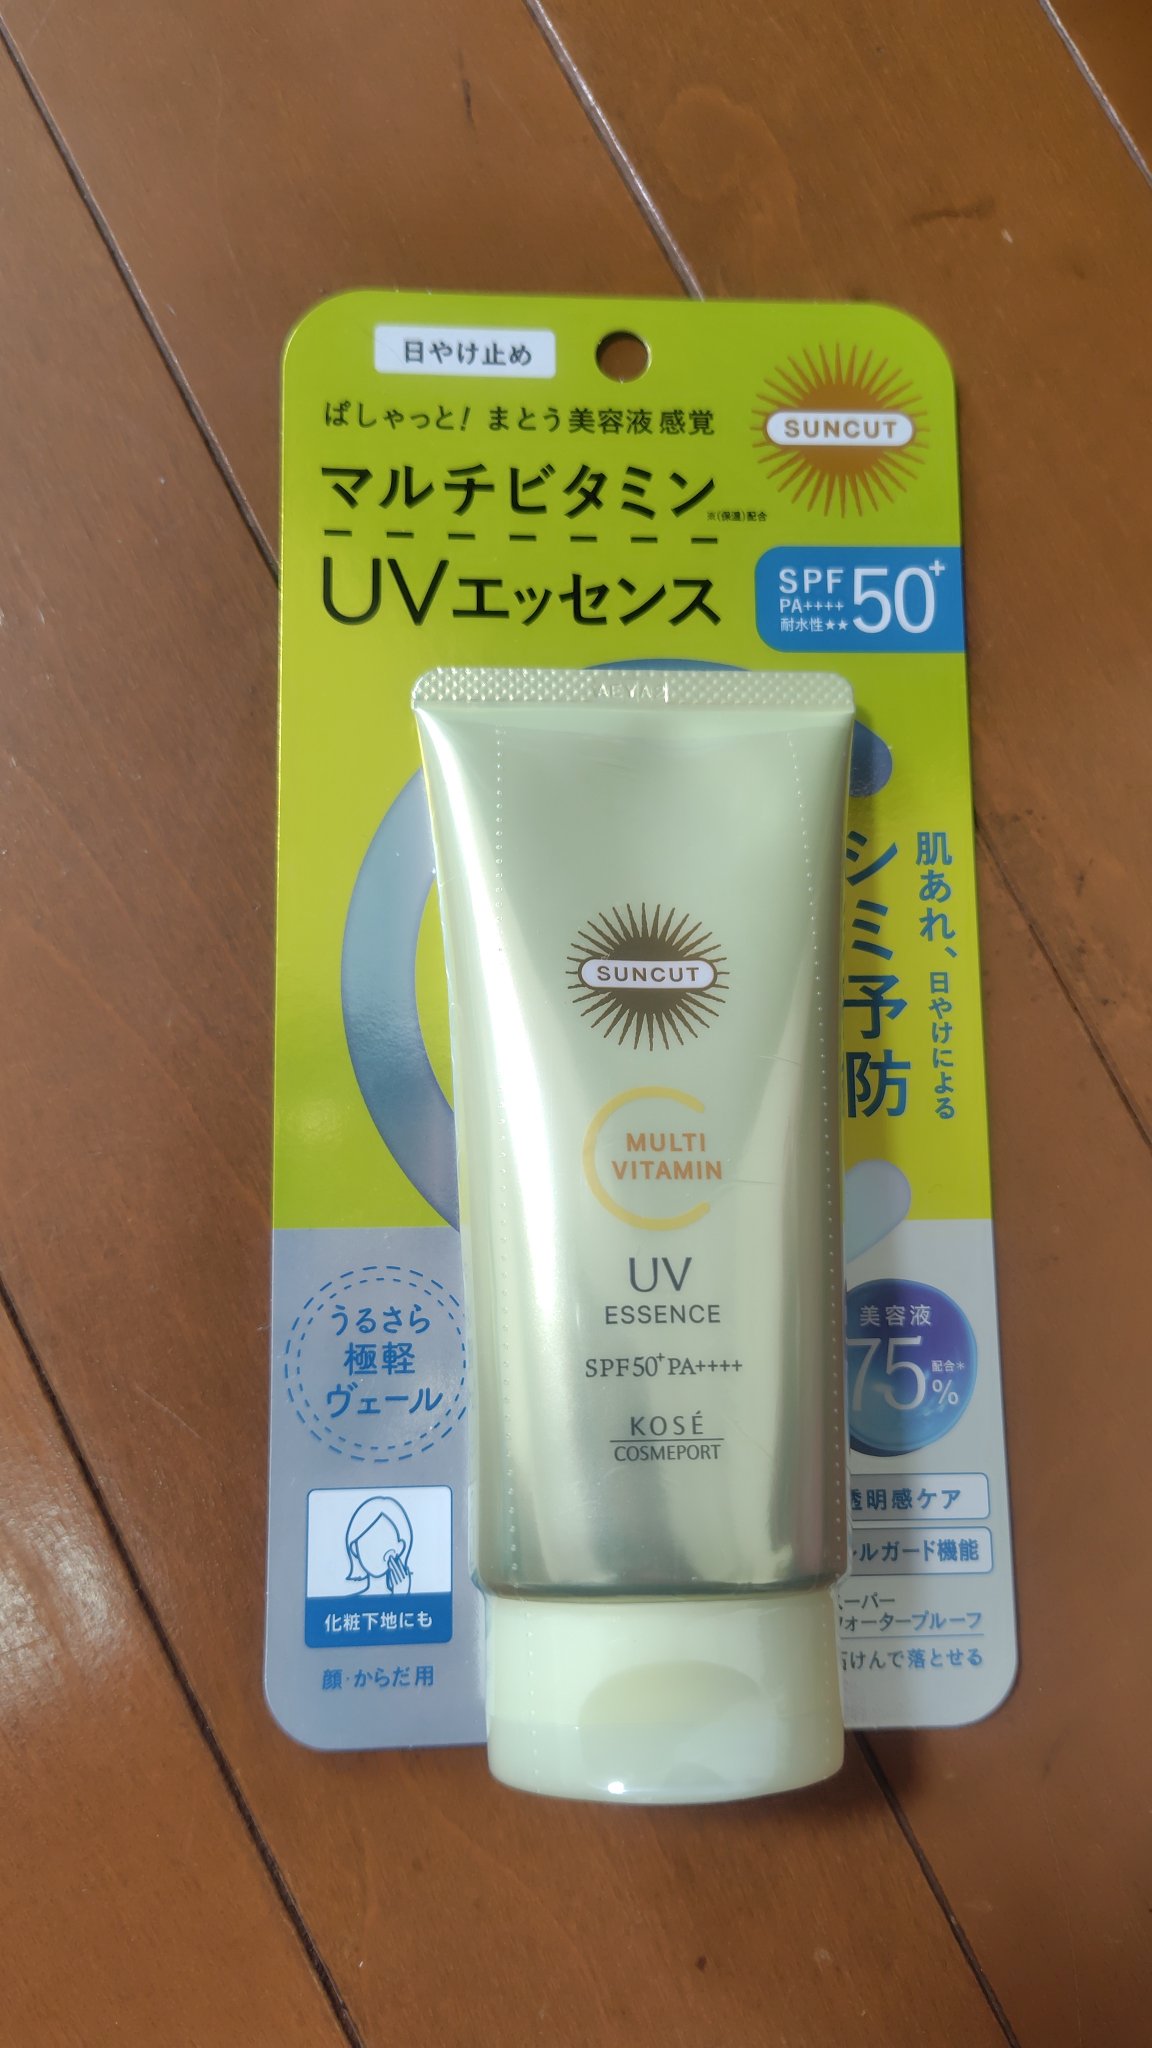 日やけ止め
ぱしゃっと! まとう美容液感覚
SUNCUT
マルチビタミン
※(保湿)配合
UVエッセンス
SPF 50+
PA++++
耐水性★★
肌あれ、日やけによる
シミ予防
SUNCUT
MULTI
VITAMIN
UV
ESSENCE
SPF50+ PA++++
KOSÉ
COSMEPORT
うるさら
極軽
ヴェール
化粧下地にも
顔・からだ用
美容液
75%
配合*
透明感ケア
ルガード機能
ーパー
ォータープルーフ
けんで落とせる